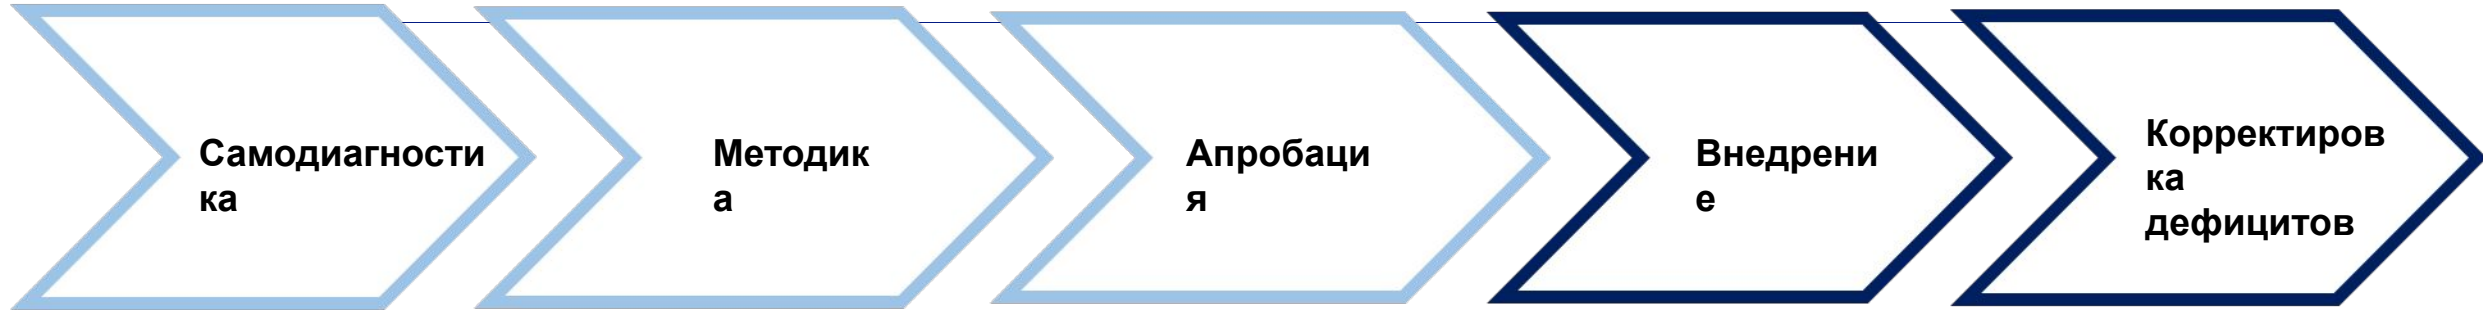 Самодиагности
ка
Методик
а
Апробаци
я
Внедрени
е
Корректиров
ка
дефицитов